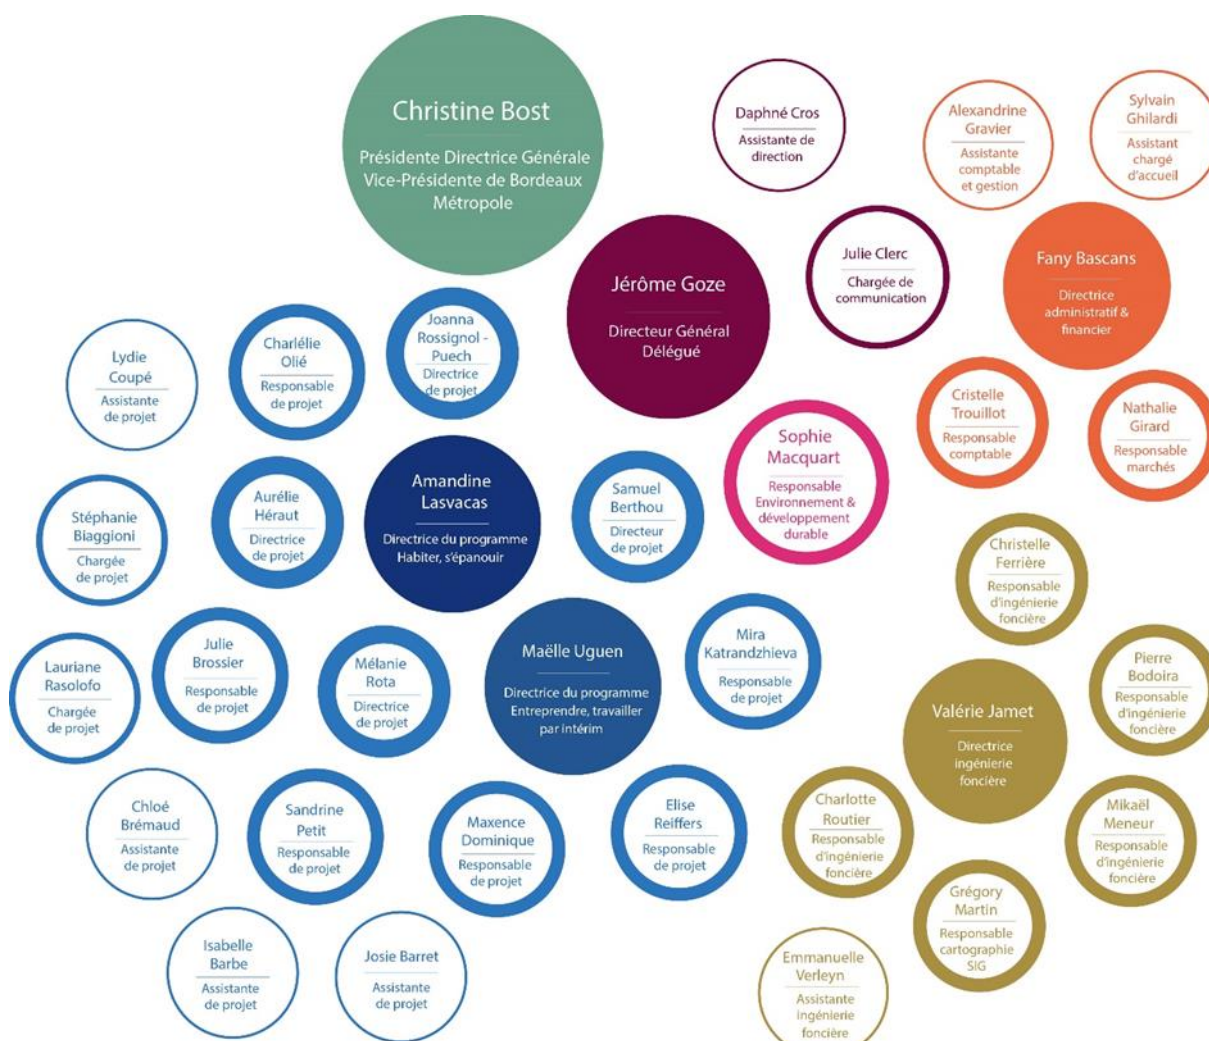 Christine Bost
Présidente Directrice Générale
Vice-Présidente de Bordeaux
Métropole
Daphné Cros
Assistante de
direction
Alexandrine
Gravier
Assistante
comptable
et gestion
Sylvain
Ghilardi
Assistant
chargé
d'accueil
Jérôme Goze
Directeur Général
Délégué
Julie Clerc
Chargée de
communication
Fany Bascans
Directrice
administratif &
financier
Lydie
Coupé
Assistante
de projet
Charlélie
Olié
Responsable
de projet
Joanna
Rossignol -
Puech
Directrice
de projet
Cristelle
Trouillot
Responsable
comptable
Nathalie
Girard
Responsable
marchés
Sophie
Macquart
Responsable
Environnement &
développement
durable
Stéphanie
Biaggioni
Chargée
de projet
Aurélie
Héraut
Directrice
de projet
Amandine
Lasvacas
Directrice du programme
Habiter, s'épanouir
Samuel
Berthou
Directeur
de projet
Christelle
Ferrière
Responsable
d'ingénierie
foncière
Lauriane
Rasolofo
Chargée
de projet
Julie
Brossier
Responsable
de projet
Mélanie
Rota
Directrice
de projet
Maëlle Uguen
Directrice du programme
Entreprendre, travailler
par intérim
Mira
Katrandzhieva
Responsable
de projet
Pierre
Bodoira
Responsable
d'ingénierie
foncière
Valérie Jamet
Directrice
ingénierie
foncière
Chloé
Brémaud
Assistante
de projet
Sandrine
Petit
Responsable
de projet
Maxence
Dominique
Responsable
de projet
Elise
Reiffers
Responsable
de projet
Charlotte
Routier
Responsable
d'ingénierie
foncière
Mikaël
Meneur
Responsable
d'ingénierie
foncière
Grégory
Martin
Responsable
cartographie
SIG
Isabelle
Barbe
Assistante
de projet
Josie Barret
Assistante
de projet
Emmanuelle
Verleyn
Assistante
ingénierie
foncière